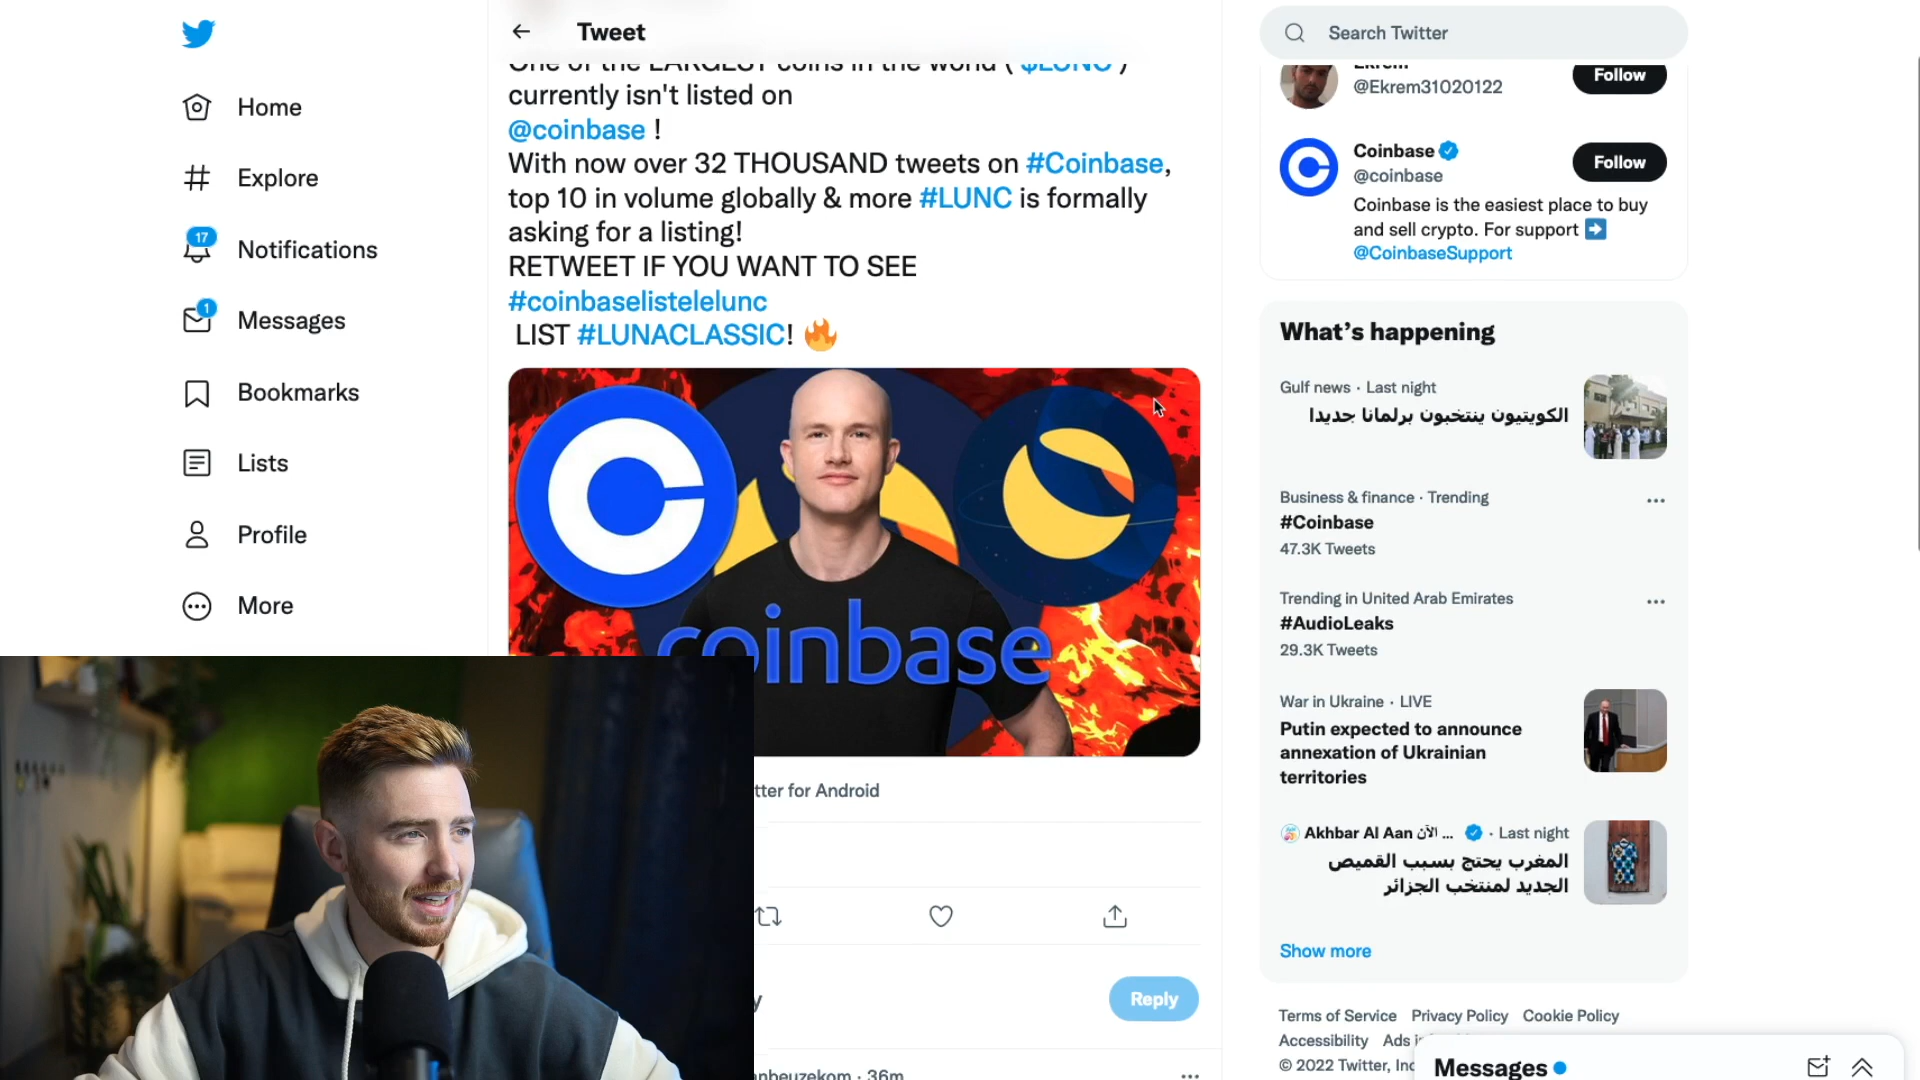 Home
Explore
17
Notifications
1
Messages
Bookmarks
Lists
Profile
More
Tweet
One of the LARGEST coins in the world ( $LUNC )
currently isn't listed on
@coinbase !
With now over 32 THOUSAND tweets on #Coinbase,
top 10 in volume globally & more #LUNC is formally
asking for a listing!
RETWEET IF YOU WANT TO SEE
#coinbaselistelelunc
LIST #LUNACLASSIC! 🔥
coinbase
tter for Android
Reply
nbeuzekom · 36m
Search Twitter
Ekrem
@Ekrem31020122
Follow
Coinbase
@coinbase
Follow
Coinbase is the easiest place to buy
and sell crypto. For support ➡️
@CoinbaseSupport
What's happening
Gulf news · Last night
الكويتيون ينتخبون برلمانا جديدا
Business & finance · Trending
#Coinbase
47.3K Tweets
Trending in United Arab Emirates
#AudioLeaks
29.3K Tweets
War in Ukraine · LIVE
Putin expected to announce
annexation of Ukrainian
territories
Akhbar Al Aan الآن ... · Last night
المغرب يحتج بسبب القميص
الجديد لمنتخب الجزائر
Show more
Terms of Service Privacy Policy Cookie Policy
Accessibility Ads
© 2022 Twitter, Inc
Messages